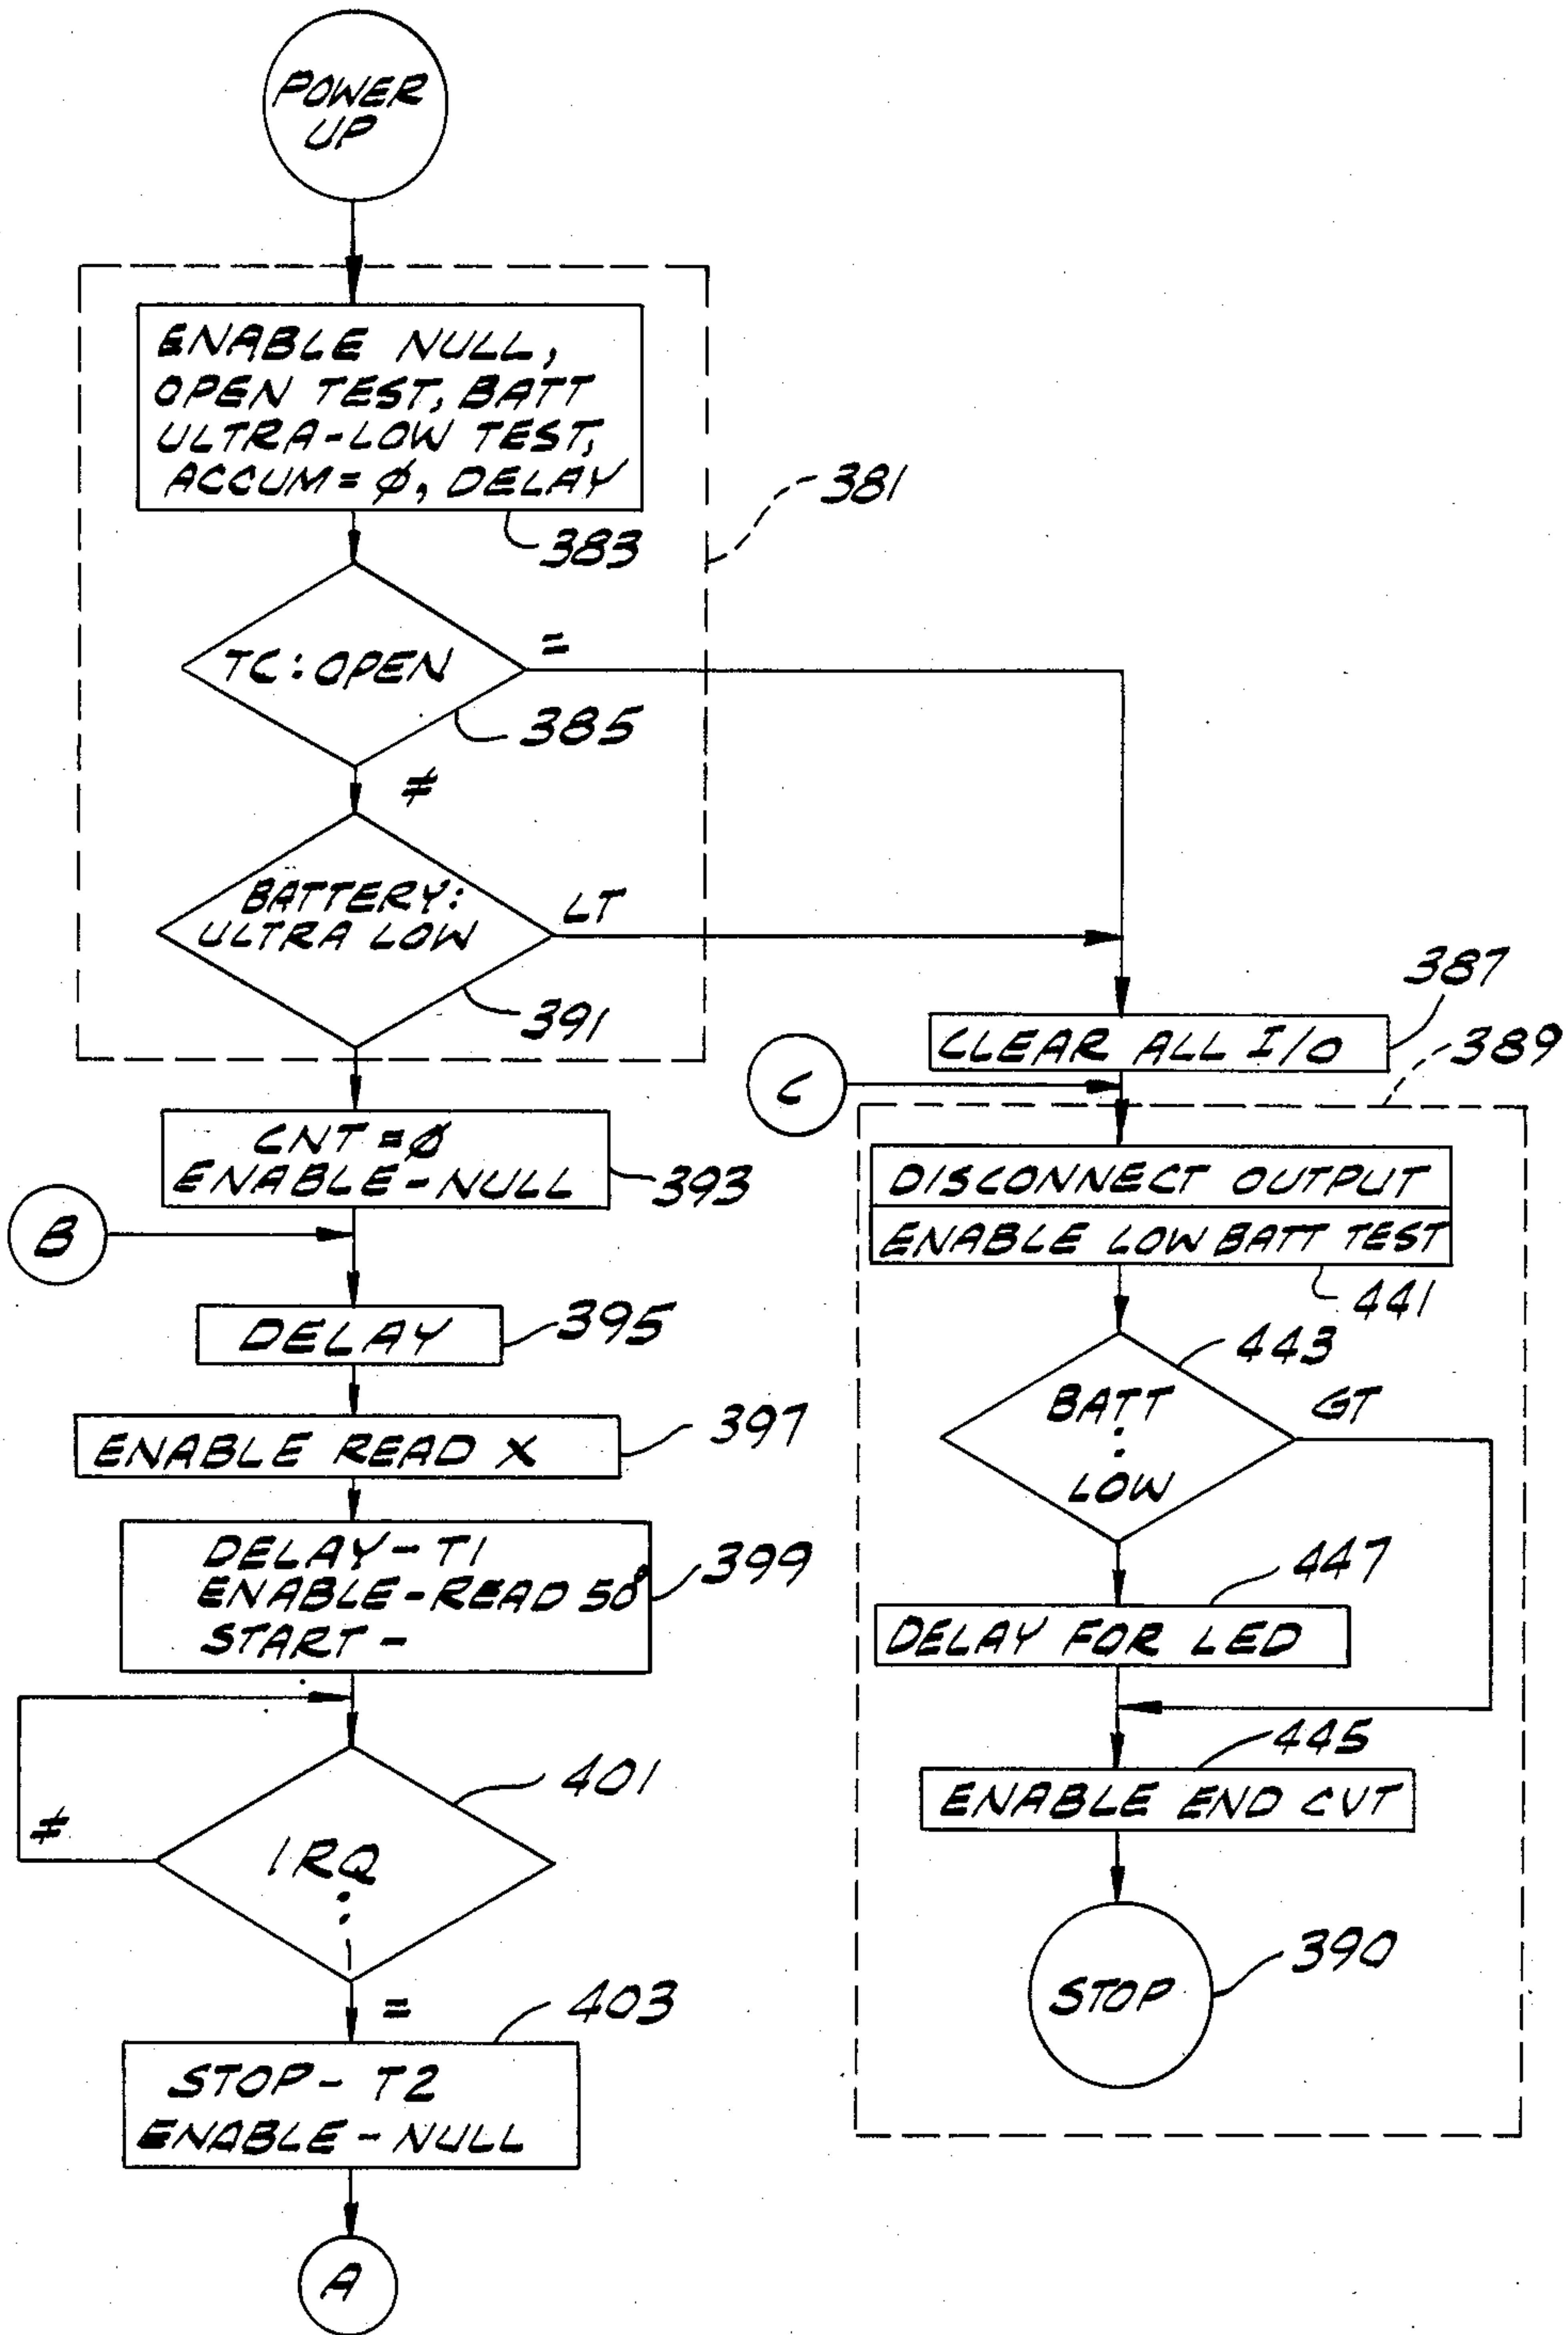 POWER
UP
ENABLE NULL,
OPEN TEST, BATT
ULTRA-LOW TEST,
ACCUM=Ø, DELAY
381
383
TC:OPEN
=
385
≠
BATTERY:
ULTRA LOW
LT
391
387
CLEAR ALL I/O
389
C
CNT=Ø
ENABLE-NULL
393
DISCONNECT OUTPUT
ENABLE LOW BATT TEST
441
B
DELAY
395
443
BATT
:
LOW
GT
ENABLE READ X
397
DELAY-T1
ENABLE-READ 50°
START-
399
447
DELAY FOR LED
445
ENABLE END CVT
401
≠
IRQ
:
=
390
STOP
403
STOP-T2
ENABLE-NULL
A